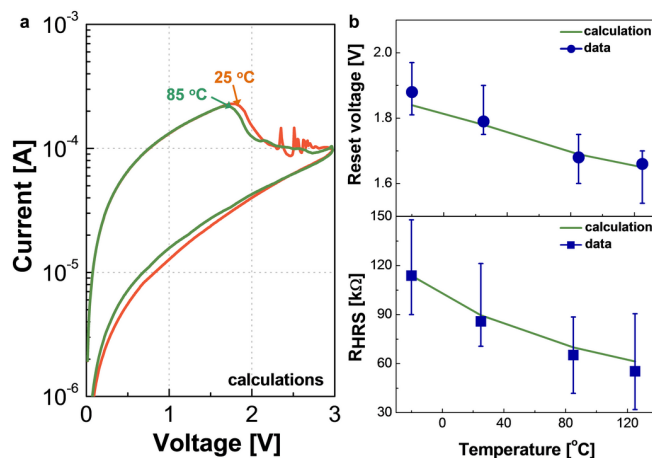 a
Current [A]
10⁻⁴
10⁻⁵
10⁻⁶
25 °C
85 °C
calculations
0 1 2 3
Voltage [V]
b
Reset voltage [V]
2.0
1.8
1.6
calculation
data
RHRS [kΩ]
150
120
90
60
30
calculation
data
0 40 80 120
Temperature [°C]